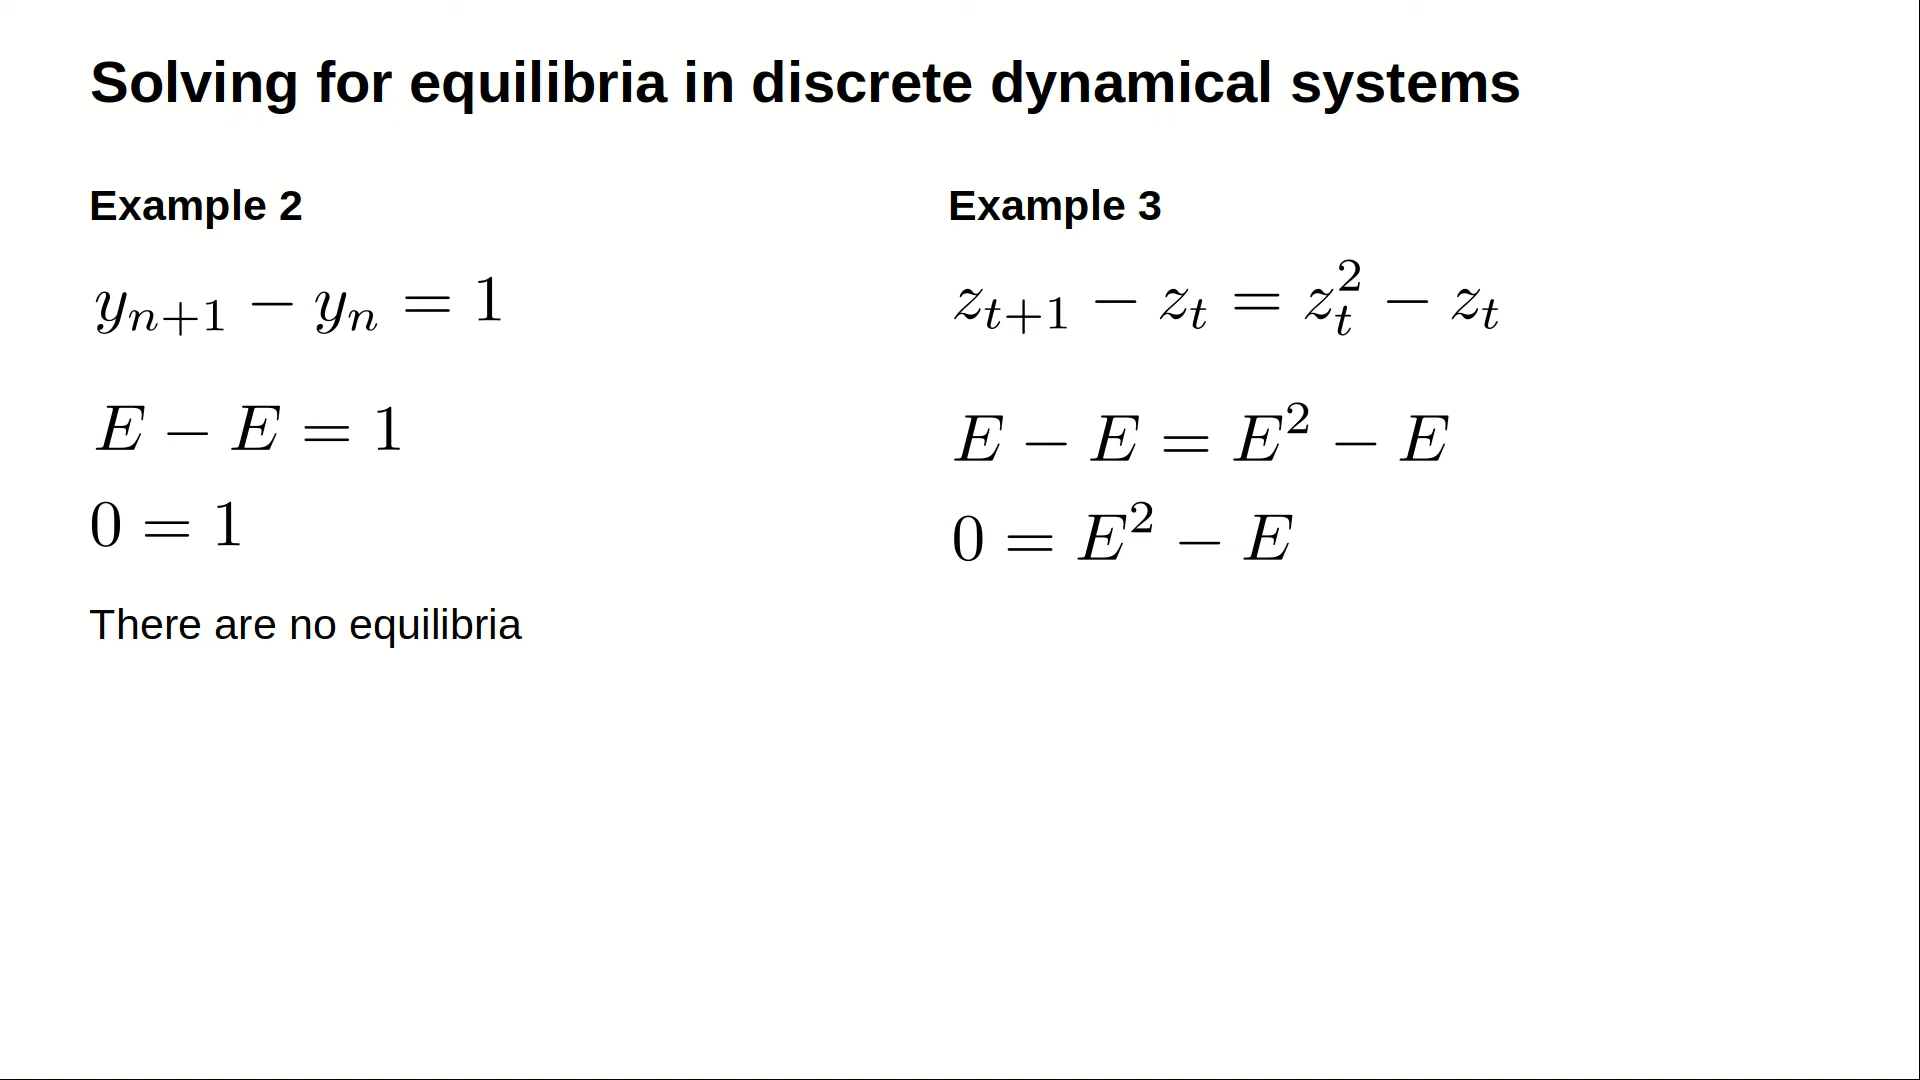 Solving for equilibria in discrete dynamical systems
Example 2
y_{n+1} − y_n = 1
E − E = 1
0 = 1
There are no equilibria
Example 3
z_{t+1} − z_t = z_t^2 − z_t
E − E = E^2 − E
0 = E^2 − E